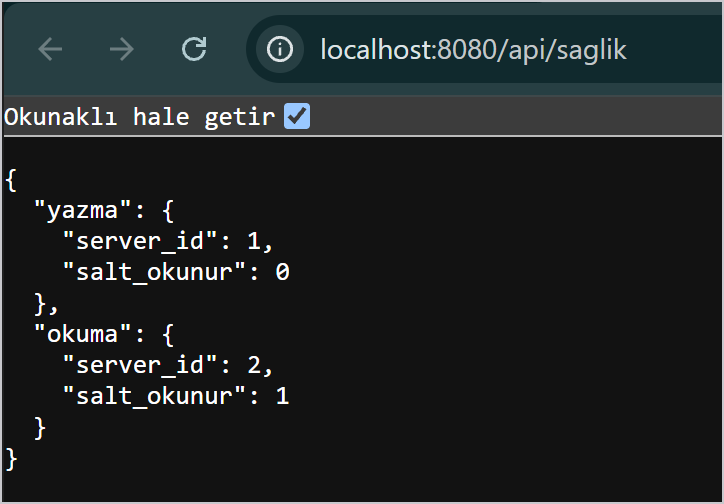 localhost:8080/api/saglik
Okunaklı hale getir
{
  "yazma": {
    "server_id": 1,
    "salt_okunur": 0
  },
  "okuma": {
    "server_id": 2,
    "salt_okunur": 1
  }
}